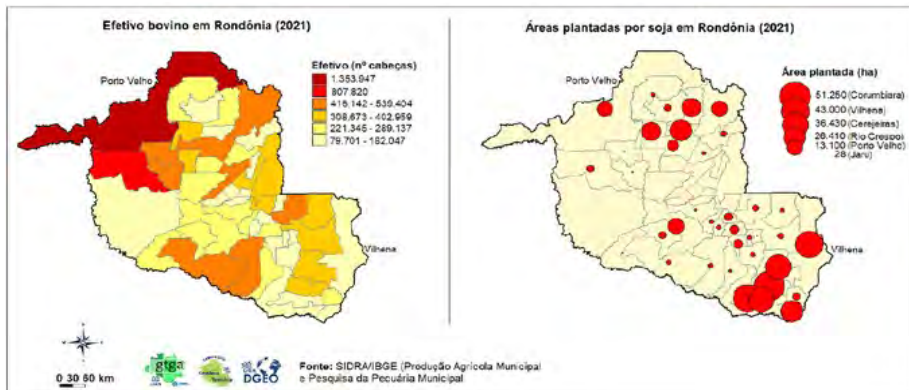 Efetivo bovino em Rondônia (2021)
Porto Velho
Efetivo (nº cabeças)
1.353.947
807.820
416.142 - 539.404
308.673 - 402.959
221.345 - 289.137
79.701 - 182.047
Vilhena
0 30 60 km
gtga
DGEO
Fonte: SIDRA/IBGE (Produção Agrícola Municipal
e Pesquisa da Pecuária Municipal
Áreas plantadas por soja em Rondônia (2021)
Porto Velho
Área plantada (ha)
51.250 (Corumbiara)
43.000 (Vilhena)
36.430 (Cerejeiras)
26.410 (Rio Crespo)
13.100 (Porto Velho)
28 (Jaru)
Vilhena